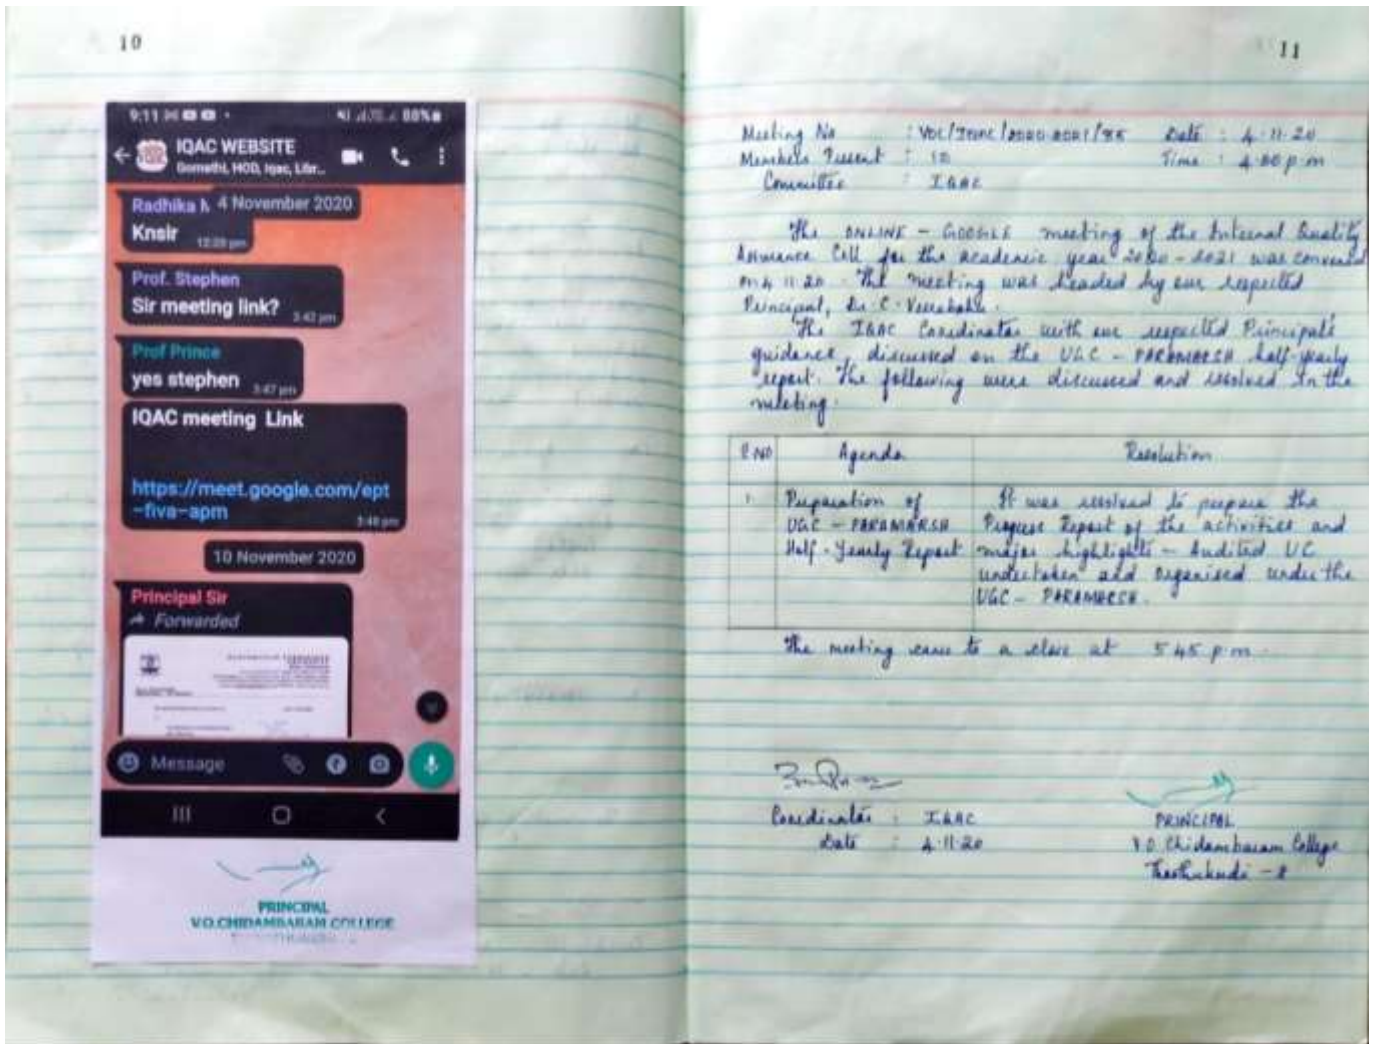 10
9:11
88%
IQAC WEBSITE
Gomethi, HOD, Iqac, Libr...
4 November 2020
Radhika
Knsir
Prof. Stephen
Sir meeting link? 3:42 pm
Prof Prince
yes stephen 3:47 pm
IQAC meeting Link
https://meet.google.com/ept
-fiva-apm
3:48 pm
10 November 2020
Principal Sir
Forwarded
Message
PRINCIPAL
V.O.CHIDAMBARAM COLLEGE
11
Meeting No : Date : 4.11.20
Members Present : Time : 4.00 p.m
Committee : IQAC
The ONLINE - GOOGLE meeting of the Internal Quality
Assurance Cell for the academic year 2020 - 2021 was convened
on 4.11.20. The meeting was headed by our respected
Principal, Dr. C. Veerabahu.
The IQAC Coordinator with our respected Principal's
guidance, discussed on the UGC - PARAMARSH half-yearly
report. The following were discussed and resolved in the
meeting.
S.NO Agenda Resolution
1. Preparation of It was resolved to prepare the
UGC - PARAMARSH Progress Report of the activities and
Half-Yearly Report major highlights - Audited UC
undertaken and organised under the
UGC - PARAMARSH.
The meeting came to a close at 5.45 p.m.
Coordinator : IQAC PRINCIPAL
Date : 4.11.20 V.O. Chidambaram College
Thoothukudi - 8